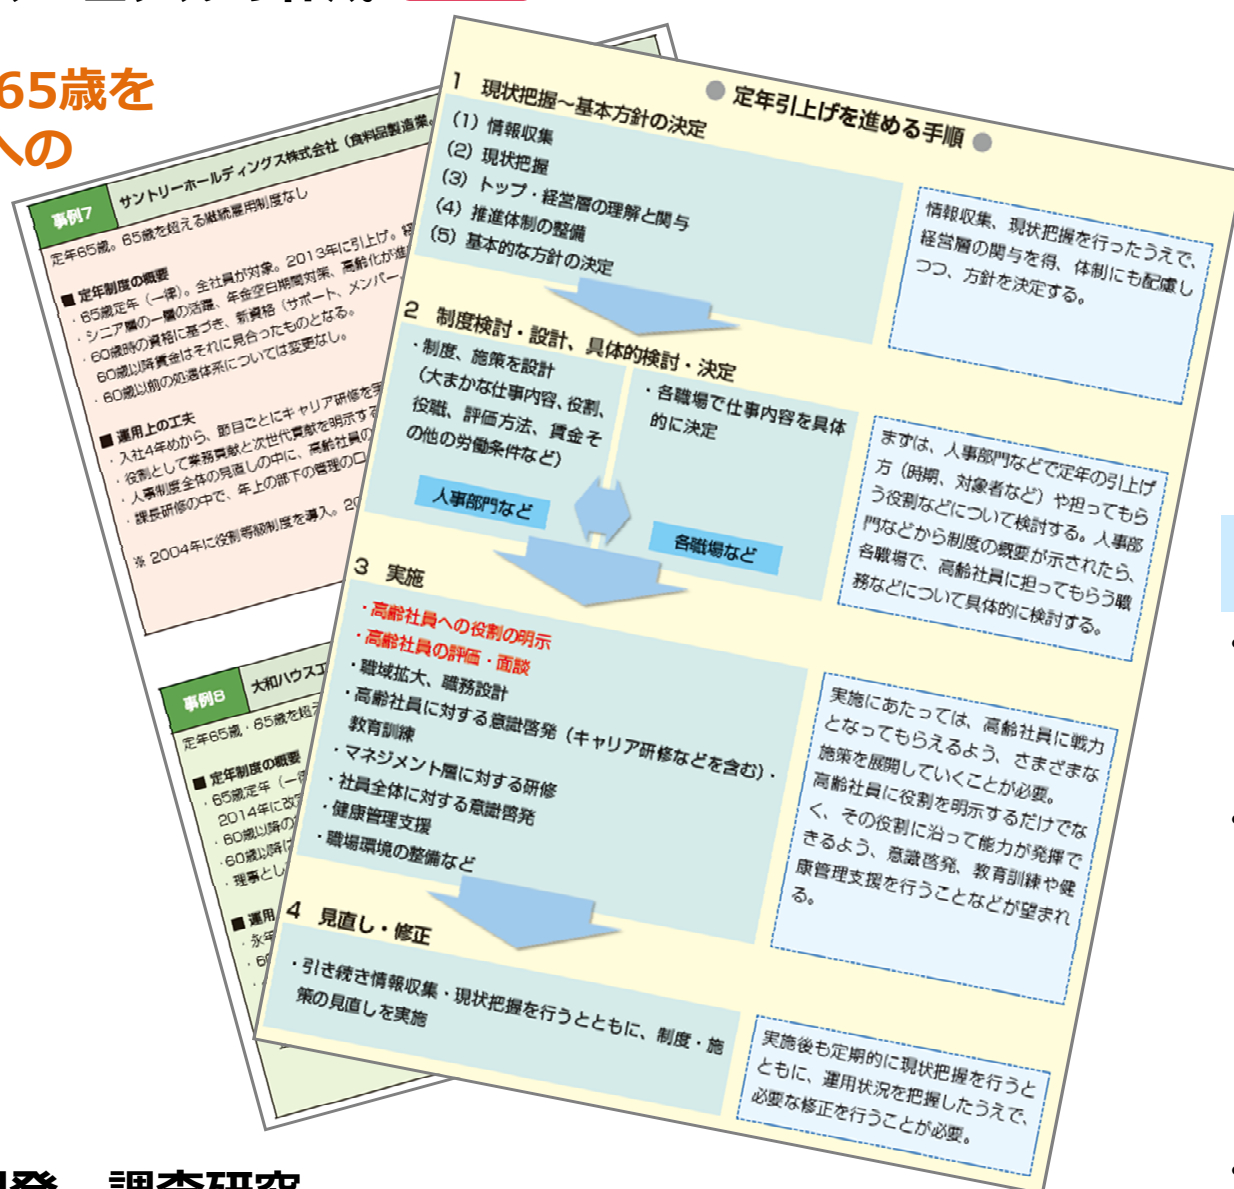 65歳を
への
事例7 サントリーホールディングス株式会社（食料品製造業。
定年65歳。65歳を超える継続雇用制度なし
■ 定年制度の概要
・65歳定年（一律）。全社員が対象。2013年に引上げ。経
・シニア層の一層の活躍、年金空白期間対策、高齢化が進
・60歳時の資格に基づき、新資格（サポート、メンバー、
60歳以降賃金はそれに見合ったものとなる。
・60歳以前の処遇体系については変更なし。
■ 運用上の工夫
・入社4年めから、節目ごとにキャリア研修を実
・役割として業務貢献と次世代貢献を明示する
・人事制度全体の見直しの中に、高齢社員の
・課長研修の中で、年上の部下の管理のロ
※ 2004年に役割等級制度を導入。20
事例8 大和ハウスエ
定年65歳・65歳を超え
■ 定年制度の概要
・65歳定年（一律
2014年に改定
・60歳以降の
・60歳以降は
・理事とし
■ 運用
・永年
・60
● 定年引上げを進める手順 ●
1 現状把握～基本方針の決定
(1) 情報収集
(2) 現状把握
(3) トップ・経営層の理解と関与
(4) 推進体制の整備
(5) 基本的な方針の決定
情報収集、現状把握を行ったうえで、
経営層の関与を得、体制にも配慮し
つつ、方針を決定する。
2 制度検討・設計、具体的検討・決定
・制度、施策を設計
（大まかな仕事内容、役割、
役職、評価方法、賃金そ
の他の労働条件など）
人事部門など
・各職場で仕事内容を具体
的に決定
各職場など
まずは、人事部門などで定年の引上げ
方（時期、対象者など）や担ってもら
う役割などについて検討する。人事部
門などから制度の概要が示されたら、
各職場で、高齢社員に担ってもらう職
務などについて具体的に検討する。
3 実施
・高齢社員への役割の明示
・高齢社員の評価・面談
・職域拡大、職務設計
・高齢社員に対する意識啓発（キャリア研修などを含む）・
教育訓練
・マネジメント層に対する研修
・社員全体に対する意識啓発
・健康管理支援
・職場環境の整備など
実施にあたっては、高齢社員に戦力
となってもらえるよう、さまざまな
施策を展開していくことが必要。
高齢社員に役割を明示するだけでな
く、その役割に沿って能力が発揮で
きるよう、意識啓発、教育訓練や健
康管理支援を行うことなどが望まれ
る。
4 見直し・修正
・引き続き情報収集・現状把握を行うとともに、制度・施
策の見直しを実施
実施後も定期的に現状把握を行うと
ともに、運用状況を把握したうえで、
必要な修正を行うことが必要。
開発、調査研究